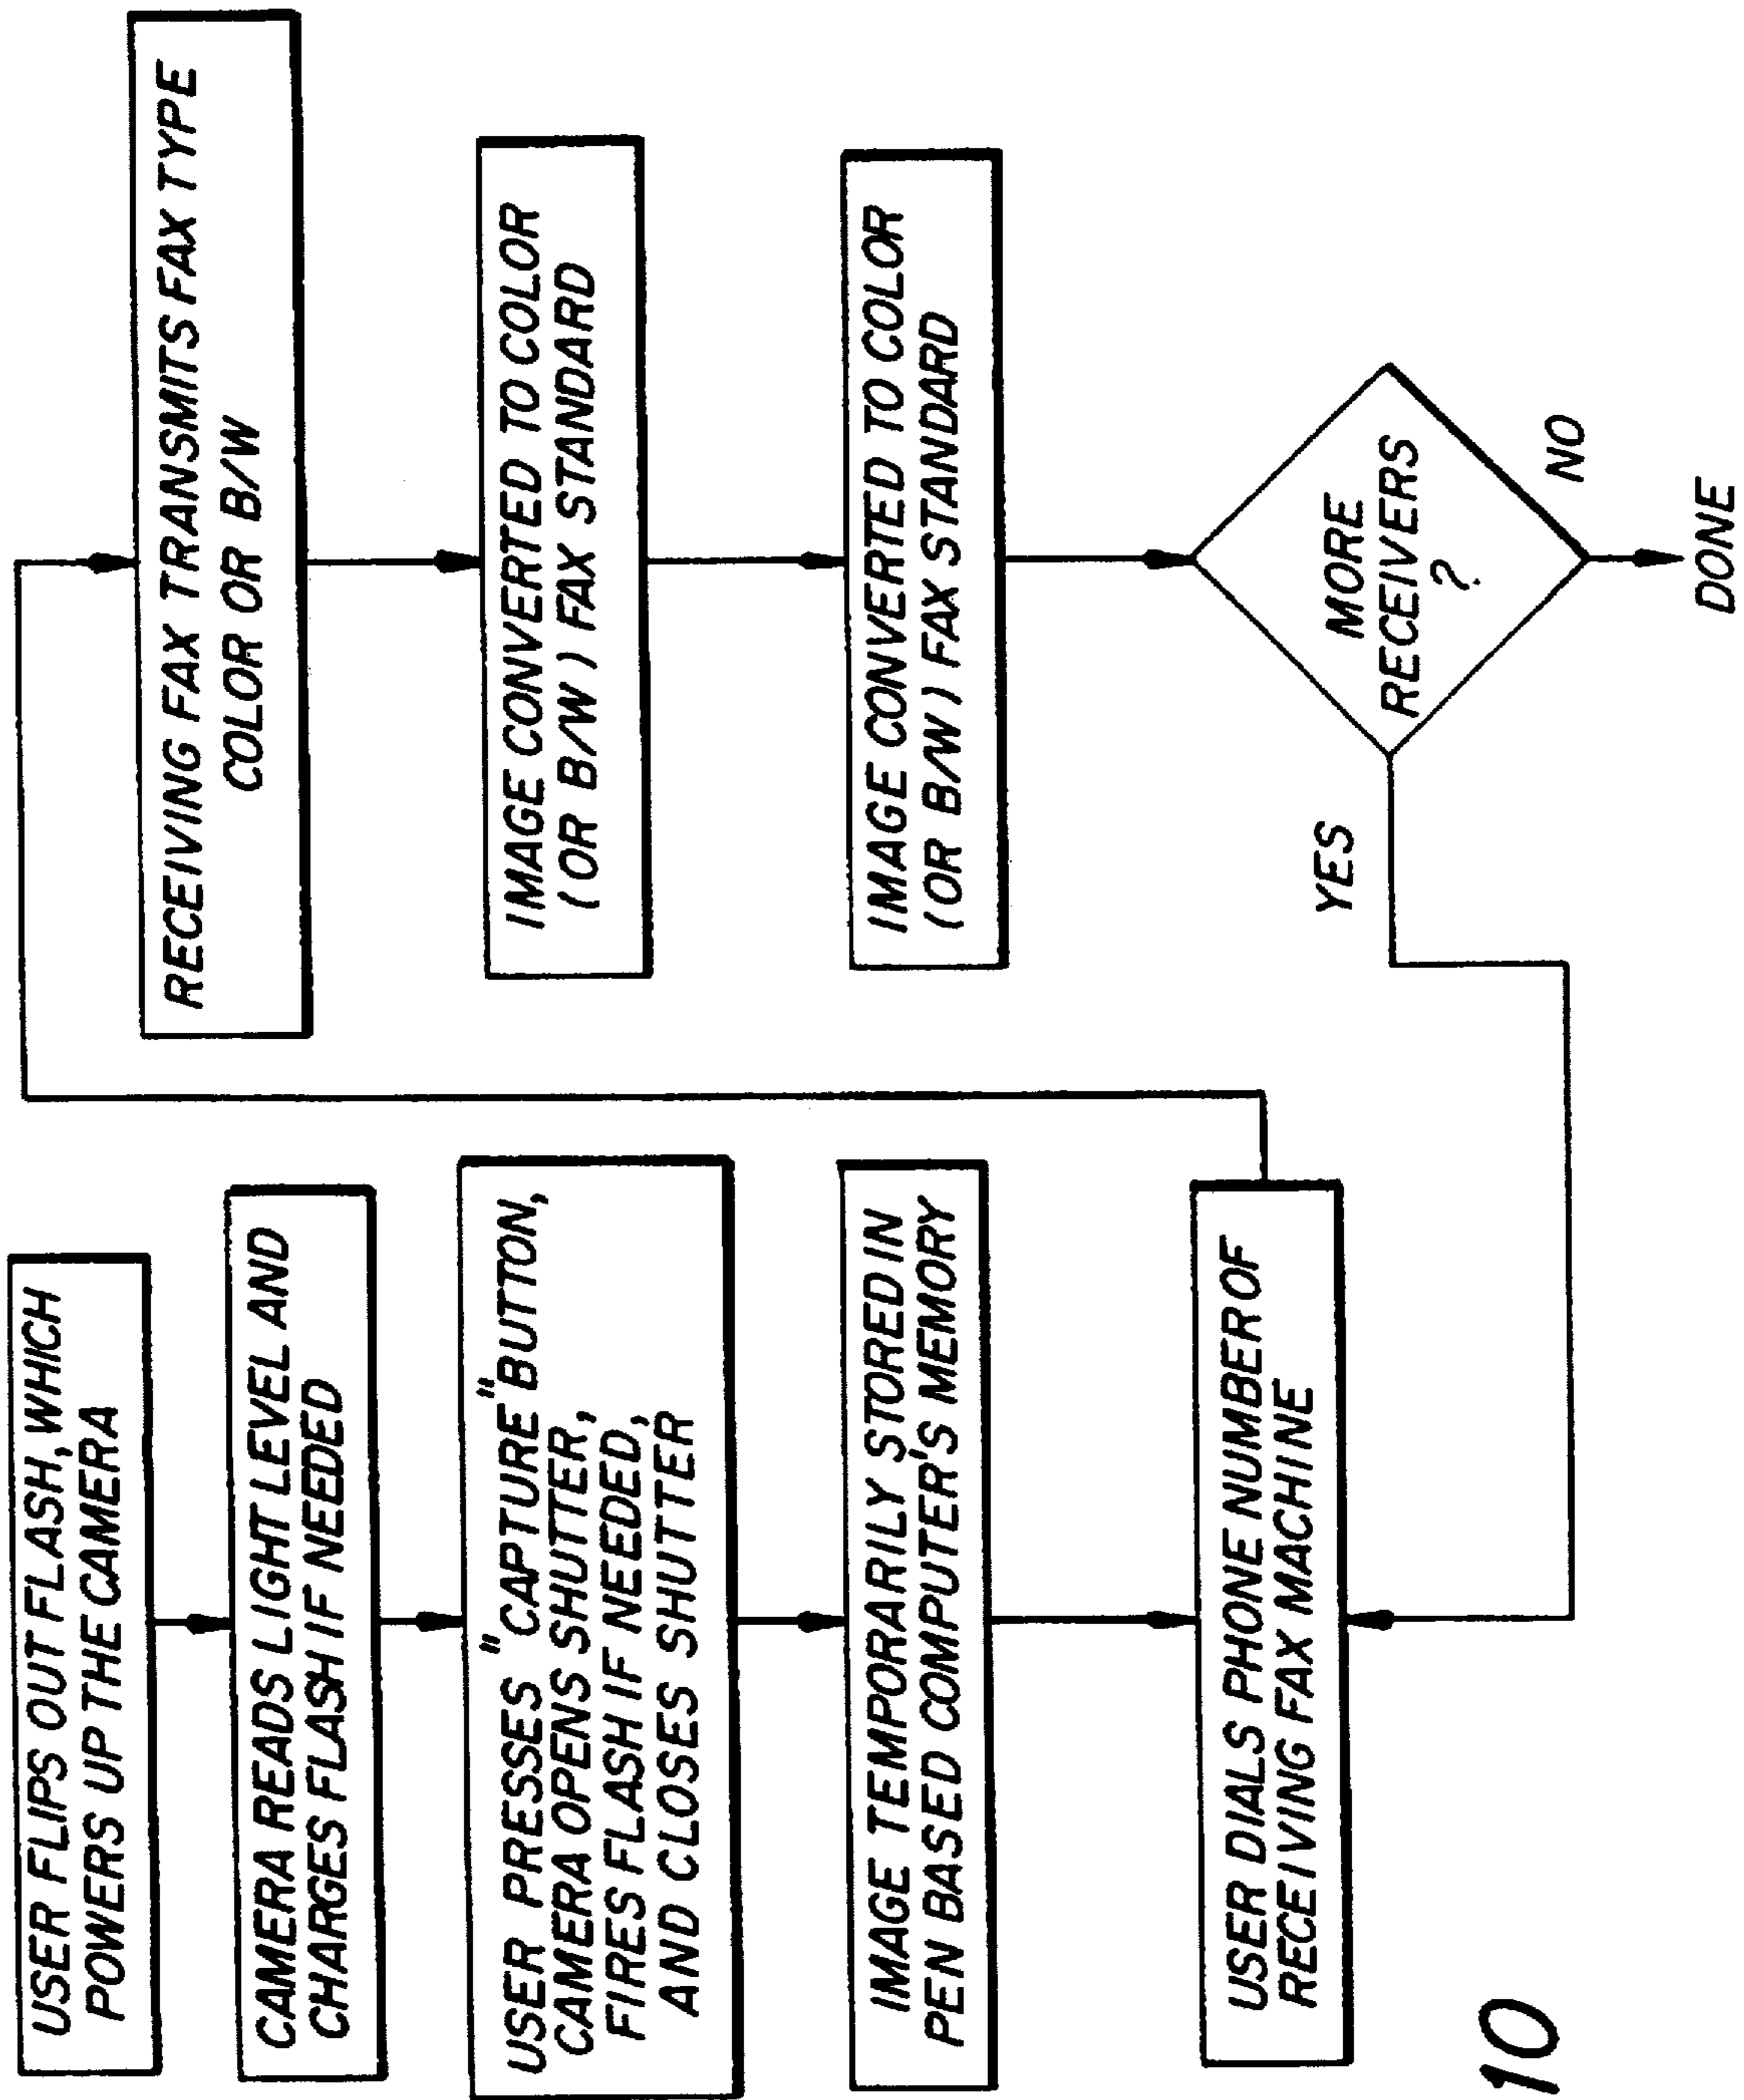 USER FLIPS OUT FLASH, WHICH
POWERS UP THE CAMERA
CAMERA READS LIGHT LEVEL AND
CHARGES FLASH IF NEEDED
USER PRESSES "CAPTURE" BUTTON,
CAMERA OPENS SHUTTER,
FIRES FLASH IF NEEDED,
AND CLOSES SHUTTER
IMAGE TEMPORARILY STORED IN
PEN BASED COMPUTER'S MEMORY
USER DIALS PHONE NUMBER OF
RECEIVING FAX MACHINE
RECEIVING FAX TRANSMITS FAX TYPE
COLOR OR B/W
IMAGE CONVERTED TO COLOR
(OR B/W) FAX STANDARD
IMAGE CONVERTED TO COLOR
(OR B/W) FAX STANDARD
MORE
RECEIVERS
?
YES
NO
DONE
10